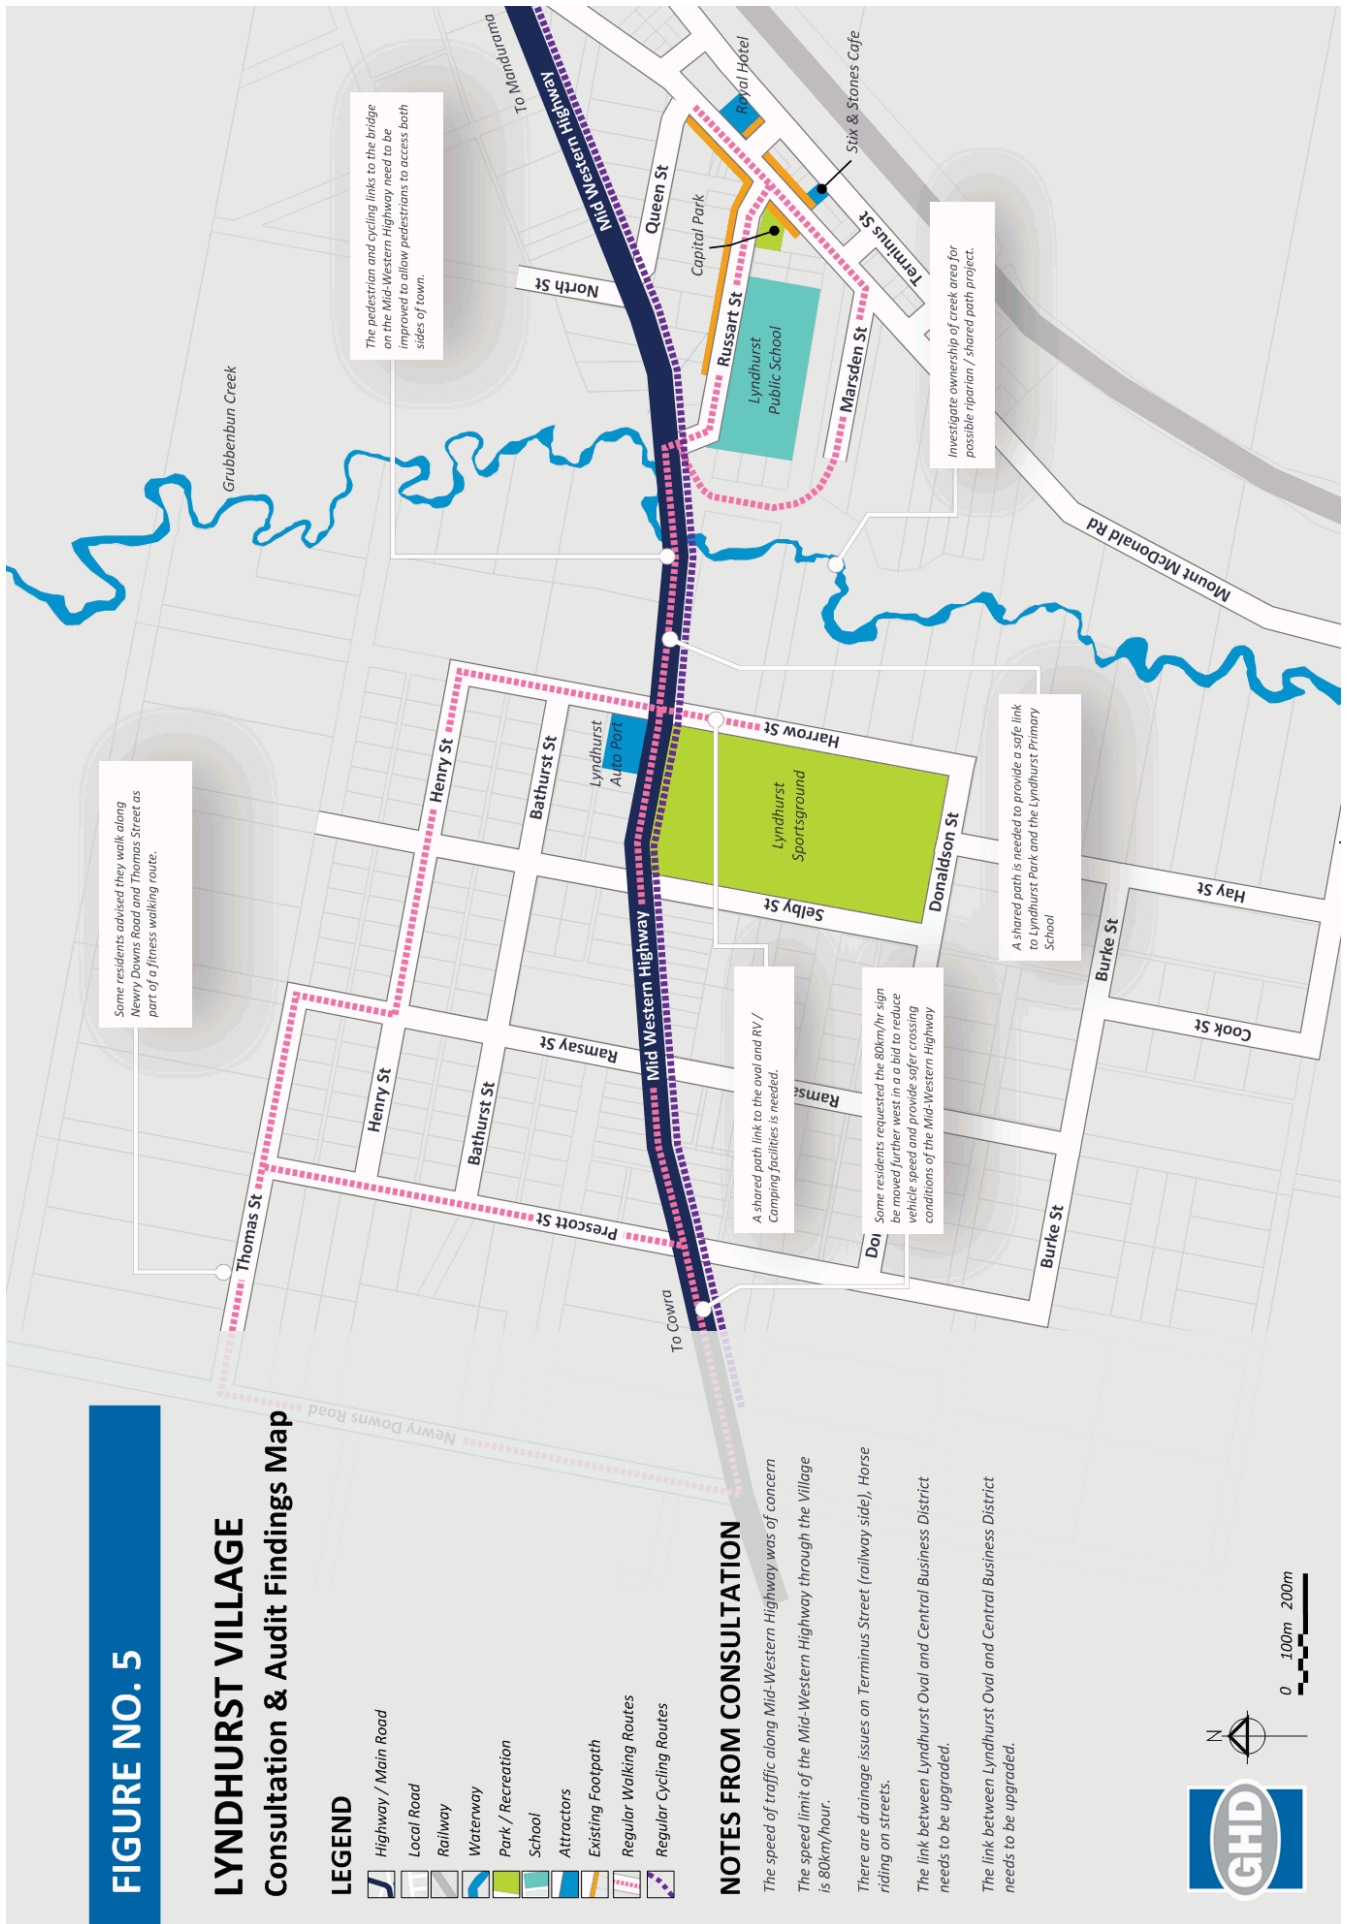 FIGURE NO. 5
LYNDHURST VILLAGE
Consultation & Audit Findings Map
LEGEND
Highway / Main Road
Local Road
Railway
Waterway
Park / Recreation
School
Attractors
Existing Footpath
Regular Walking Routes
Regular Cycling Routes
NOTES FROM CONSULTATION
The speed of traffic along Mid-Western Highway was of concern
The speed limit of the Mid-Western Highway through the Village
is 80km/hour.
There are drainage issues on Terminus Street (railway side), Horse
riding on streets.
The link between Lyndhurst Oval and Central Business District
needs to be upgraded.
The link between Lyndhurst Oval and Central Business District
needs to be upgraded.
GHD
N
0 100m 200m
Some residents advised they walk along
Newry Downs Road and Thomas Street as
part of a fitness walking route.
The pedestrian and cycling links to the bridge
on the Mid-Western Highway need to be
improved to allow pedestrians to access both
sides of town.
A shared path link to the oval and RV /
Camping facilities is needed.
Some residents requested the 80km/hr sign
be moved further west in a a bid to reduce
vehicle speed and provide safer crossing
conditions of the Mid-Western Highway
A shared path is needed to provide a safe link
to Lyndhurst Park and the Lyndhurst Primary
School
Investigate ownership of creek area for
possible riparian / shared path project.
Newry Downs Road
Thomas St
Henry St
Henry St
Bathurst St
Bathurst St
Prescott St
Ramsay St
Ramsa
To Cowra
Mid Western Highway
Lyndhurst
Auto Port
Selby St
Harrow St
Lyndhurst
Sportsground
Donaldson St
Do
Burke St
Burke St
Hay St
Cook St
Grubbenbun Creek
North St
Queen St
Mid Western Highway
To Mandurama
Capital Park
Russart St
Lyndhurst
Public School
Marsden St
Terminus St
Royal Hotel
Stix & Stones Cafe
Mount McDonald Rd